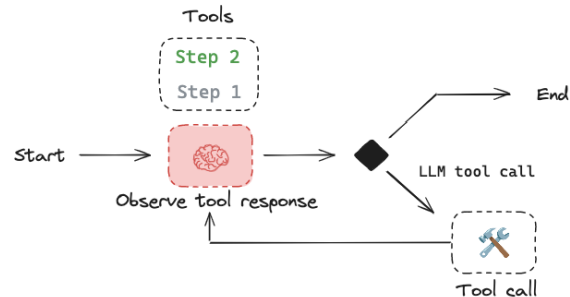 Tools
Step 2
Step 1
Start
End
LLM tool call
Observe tool response
Tool call